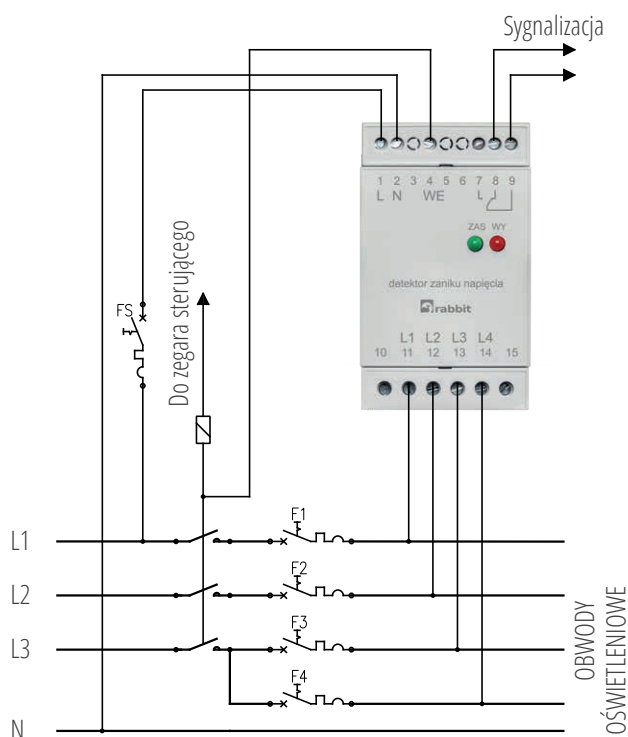 Sygnalizacja
1 2 3 4 5 6 7 8 9
L N WE
ZAS WY
detektor zaniku napięcia
rabbit
L1 L2 L3 L4
10 11 12 13 14 15
FS
Do zegara sterującego
F1
L1
F2
L2
F3
L3
F4
N
OBWODY
OŚWIETLENIOWE